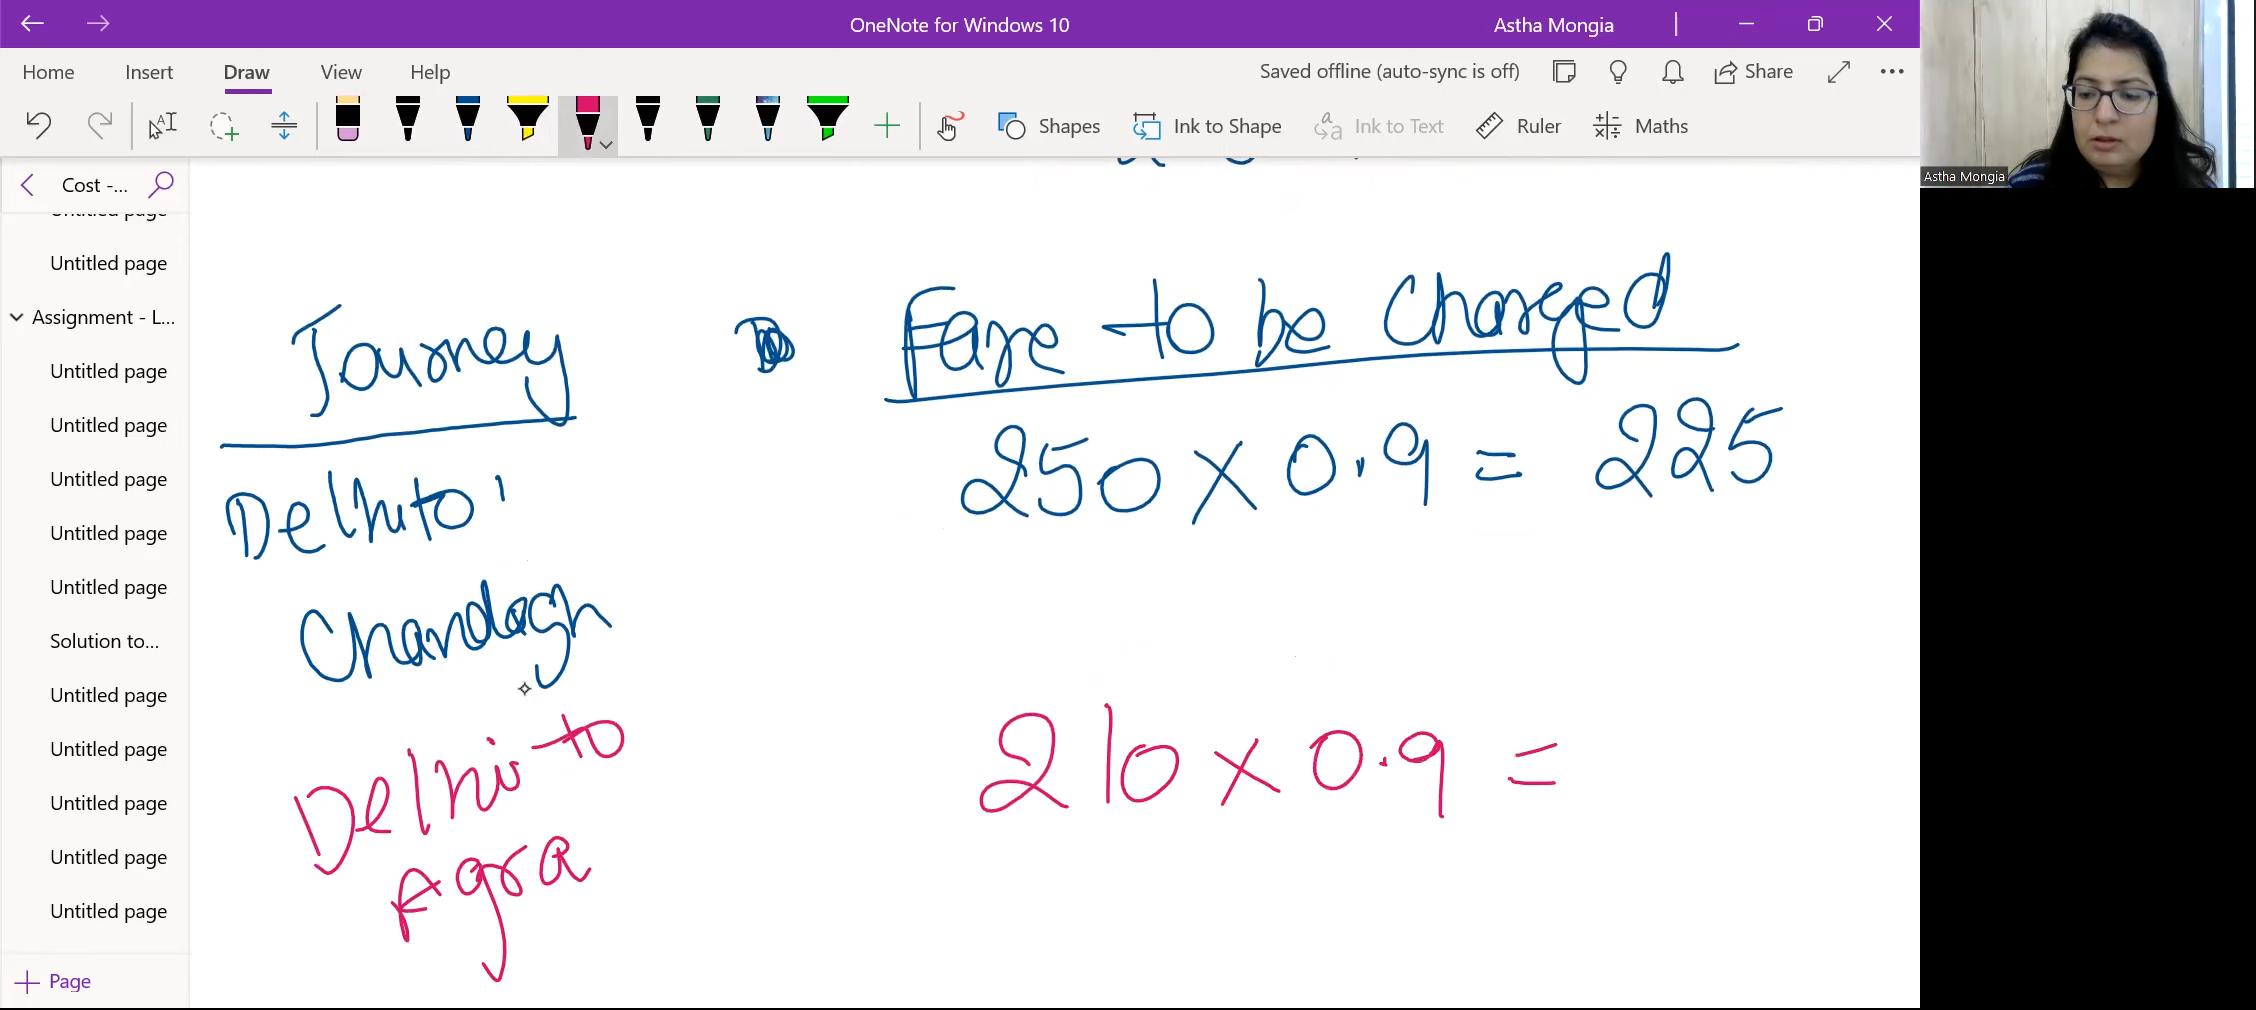 OneNote for Windows 10
Astha Mongia
Home Insert Draw View Help
Saved offline (auto-sync is off) Share
Shapes Ink to Shape Ink to Text Ruler Maths
Astha Mongia
Cost -...
Untitled page
Untitled page
Assignment - L...
Untitled page
Untitled page
Untitled page
Untitled page
Untitled page
Solution to...
Untitled page
Untitled page
Untitled page
Untitled page
Untitled page
Page
Journey Fare to be Charged
Delhi to 250 x 0.9 = 225
Chandagh
Delhi to 210 x 0.9 =
Agra